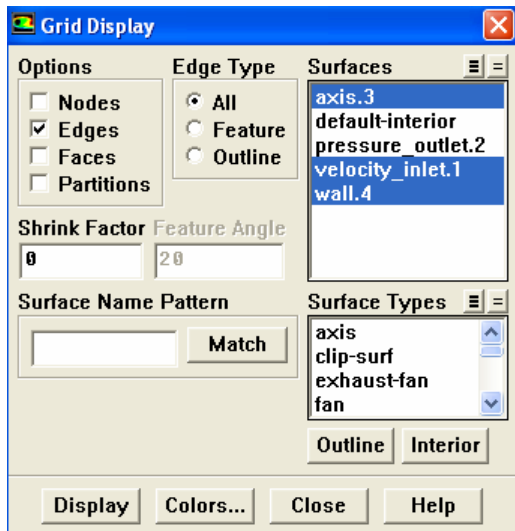 Grid Display
Options Edge Type Surfaces
Nodes
Edges
Faces
Partitions
All
Feature
Outline
axis.3
default-interior
pressure_outlet.2
velocity_inlet.1
wall.4
Shrink Factor Feature Angle
0 20
Surface Name Pattern
Match
Surface Types
axis
clip-surf
exhaust-fan
fan
Outline Interior
Display Colors... Close Help